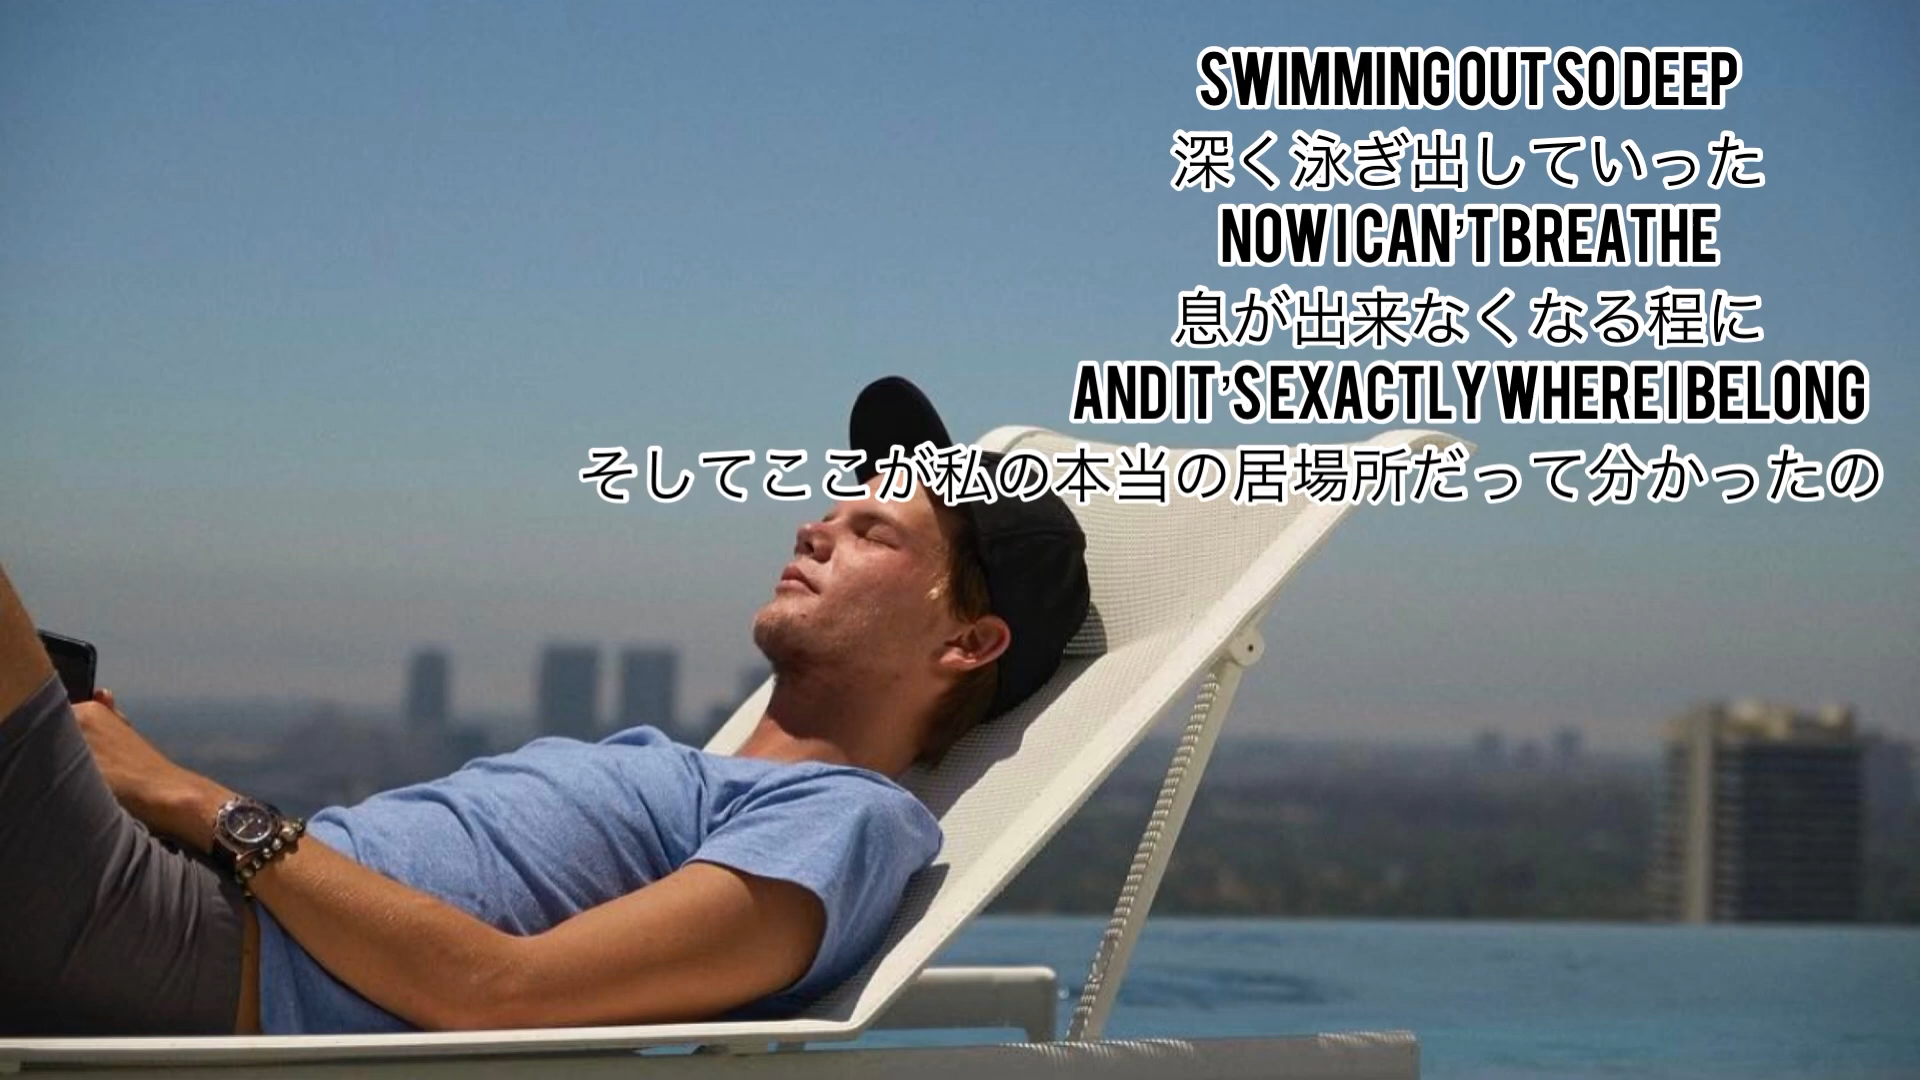 SWIMMING OUT SO DEEP
深く泳ぎ出していった
NOW I CAN'T BREATHE
息が出来なくなる程に
AND IT'S EXACTLY WHERE I BELONG
そしてここが私の本当の居場所だって分かったの